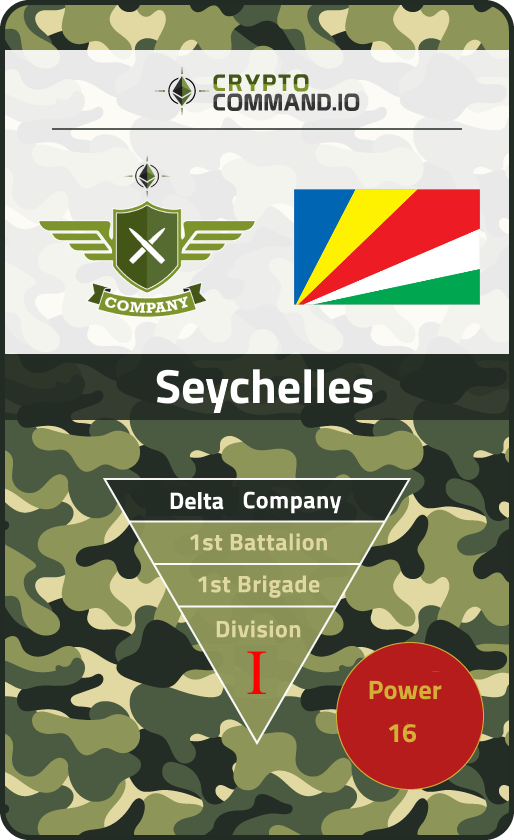 CRYPTO
COMMAND.IO
COMPANY
Seychelles
Delta Company
1st Battalion
1st Brigade
Division
I
Power
16